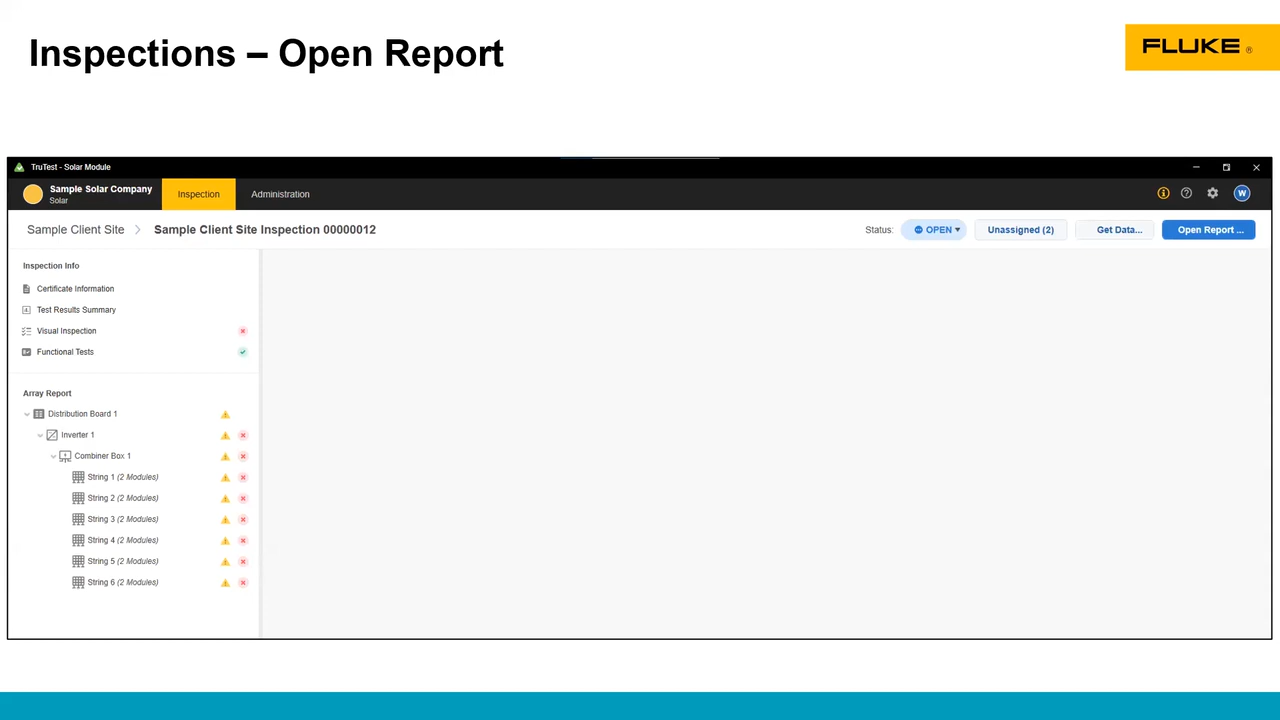 Inspections – Open Report
FLUKE ®
TruTest - Solar Module
Sample Solar Company
Solar
Inspection
Administration
W
Sample Client Site
Sample Client Site Inspection 00000012
Status:
OPEN
Unassigned (2)
Get Data...
Open Report ...
Inspection Info
Certificate Information
Test Results Summary
Visual Inspection
Functional Tests
Array Report
Distribution Board 1
Inverter 1
Combiner Box 1
String 1 (2 Modules)
String 2 (2 Modules)
String 3 (2 Modules)
String 4 (2 Modules)
String 5 (2 Modules)
String 6 (2 Modules)